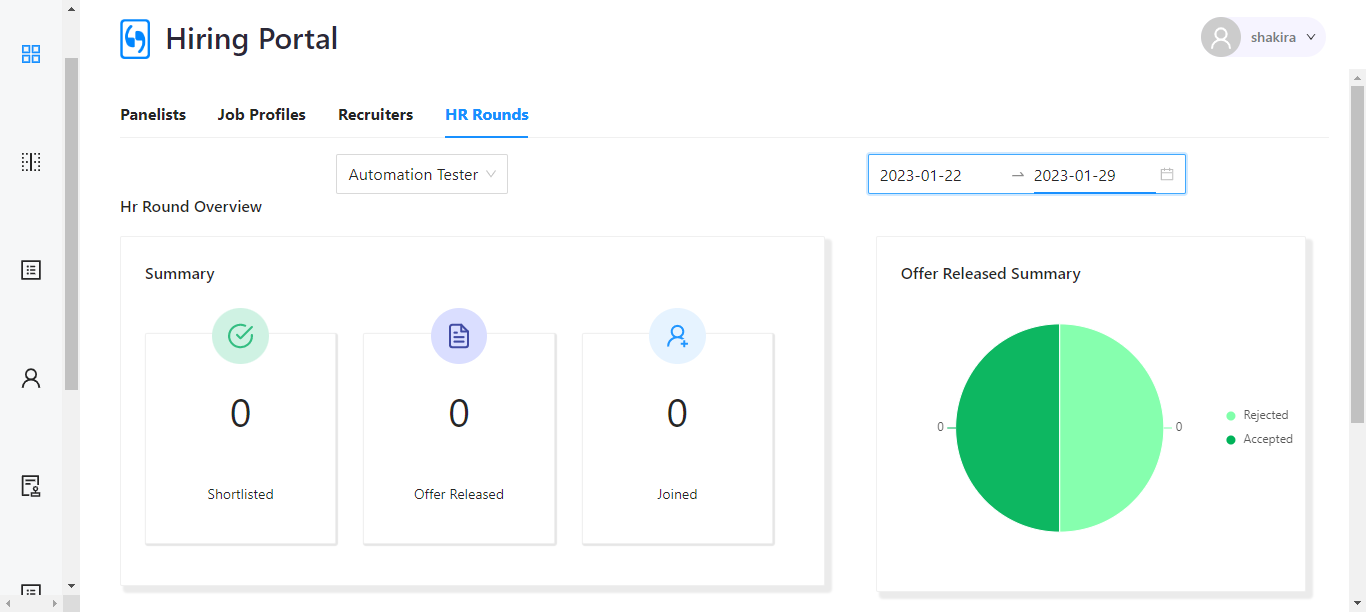 Hiring Portal
shakira
Panelists Job Profiles Recruiters HR Rounds
Automation Tester
2023-01-22 → 2023-01-29
Hr Round Overview
Summary
0 0 0
Shortlisted Offer Released Joined
Offer Released Summary
0 0
Rejected
Accepted